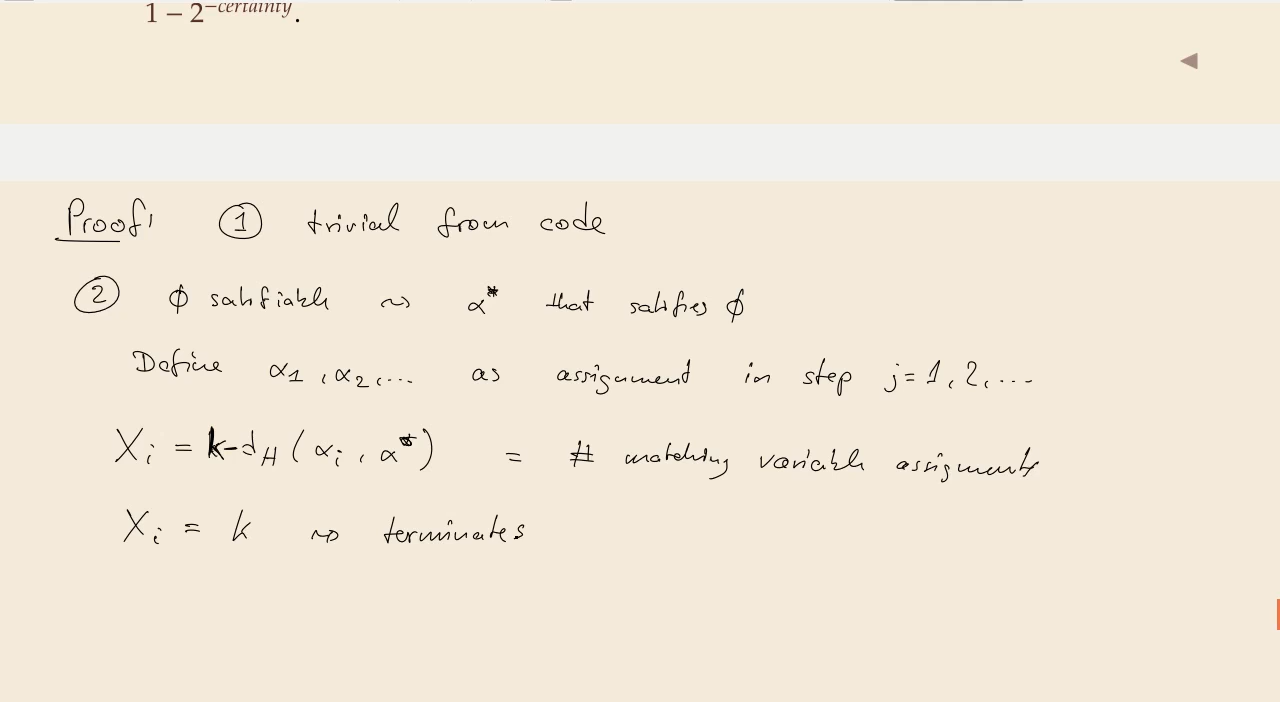 1 − 2^−certainty.
Proof: ① trivial from code
② ϕ satisfiable ⇝ α* that satisfies ϕ
Define α1, α2, ... as assignment in step j = 1, 2, ...
Xi = k-dH(αi, α*) = # matching variable assigments
Xi = k ⇝ terminates